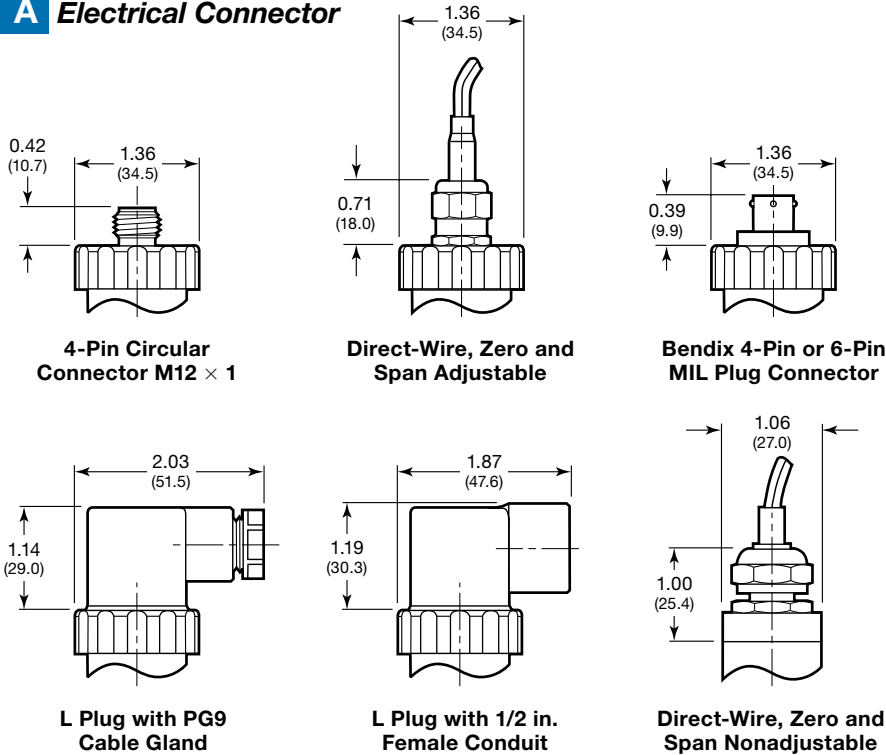 A Electrical Connector
1.36
(34.5)
0.42
(10.7)
1.36
(34.5)
0.71
(18.0)
1.36
(34.5)
0.39
(9.9)
4-Pin Circular
Connector M12 × 1
Direct-Wire, Zero and
Span Adjustable
Bendix 4-Pin or 6-Pin
MIL Plug Connector
2.03
(51.5)
1.14
(29.0)
1.87
(47.6)
1.19
(30.3)
1.06
(27.0)
1.00
(25.4)
L Plug with PG9
Cable Gland
L Plug with 1/2 in.
Female Conduit
Direct-Wire, Zero and
Span Nonadjustable